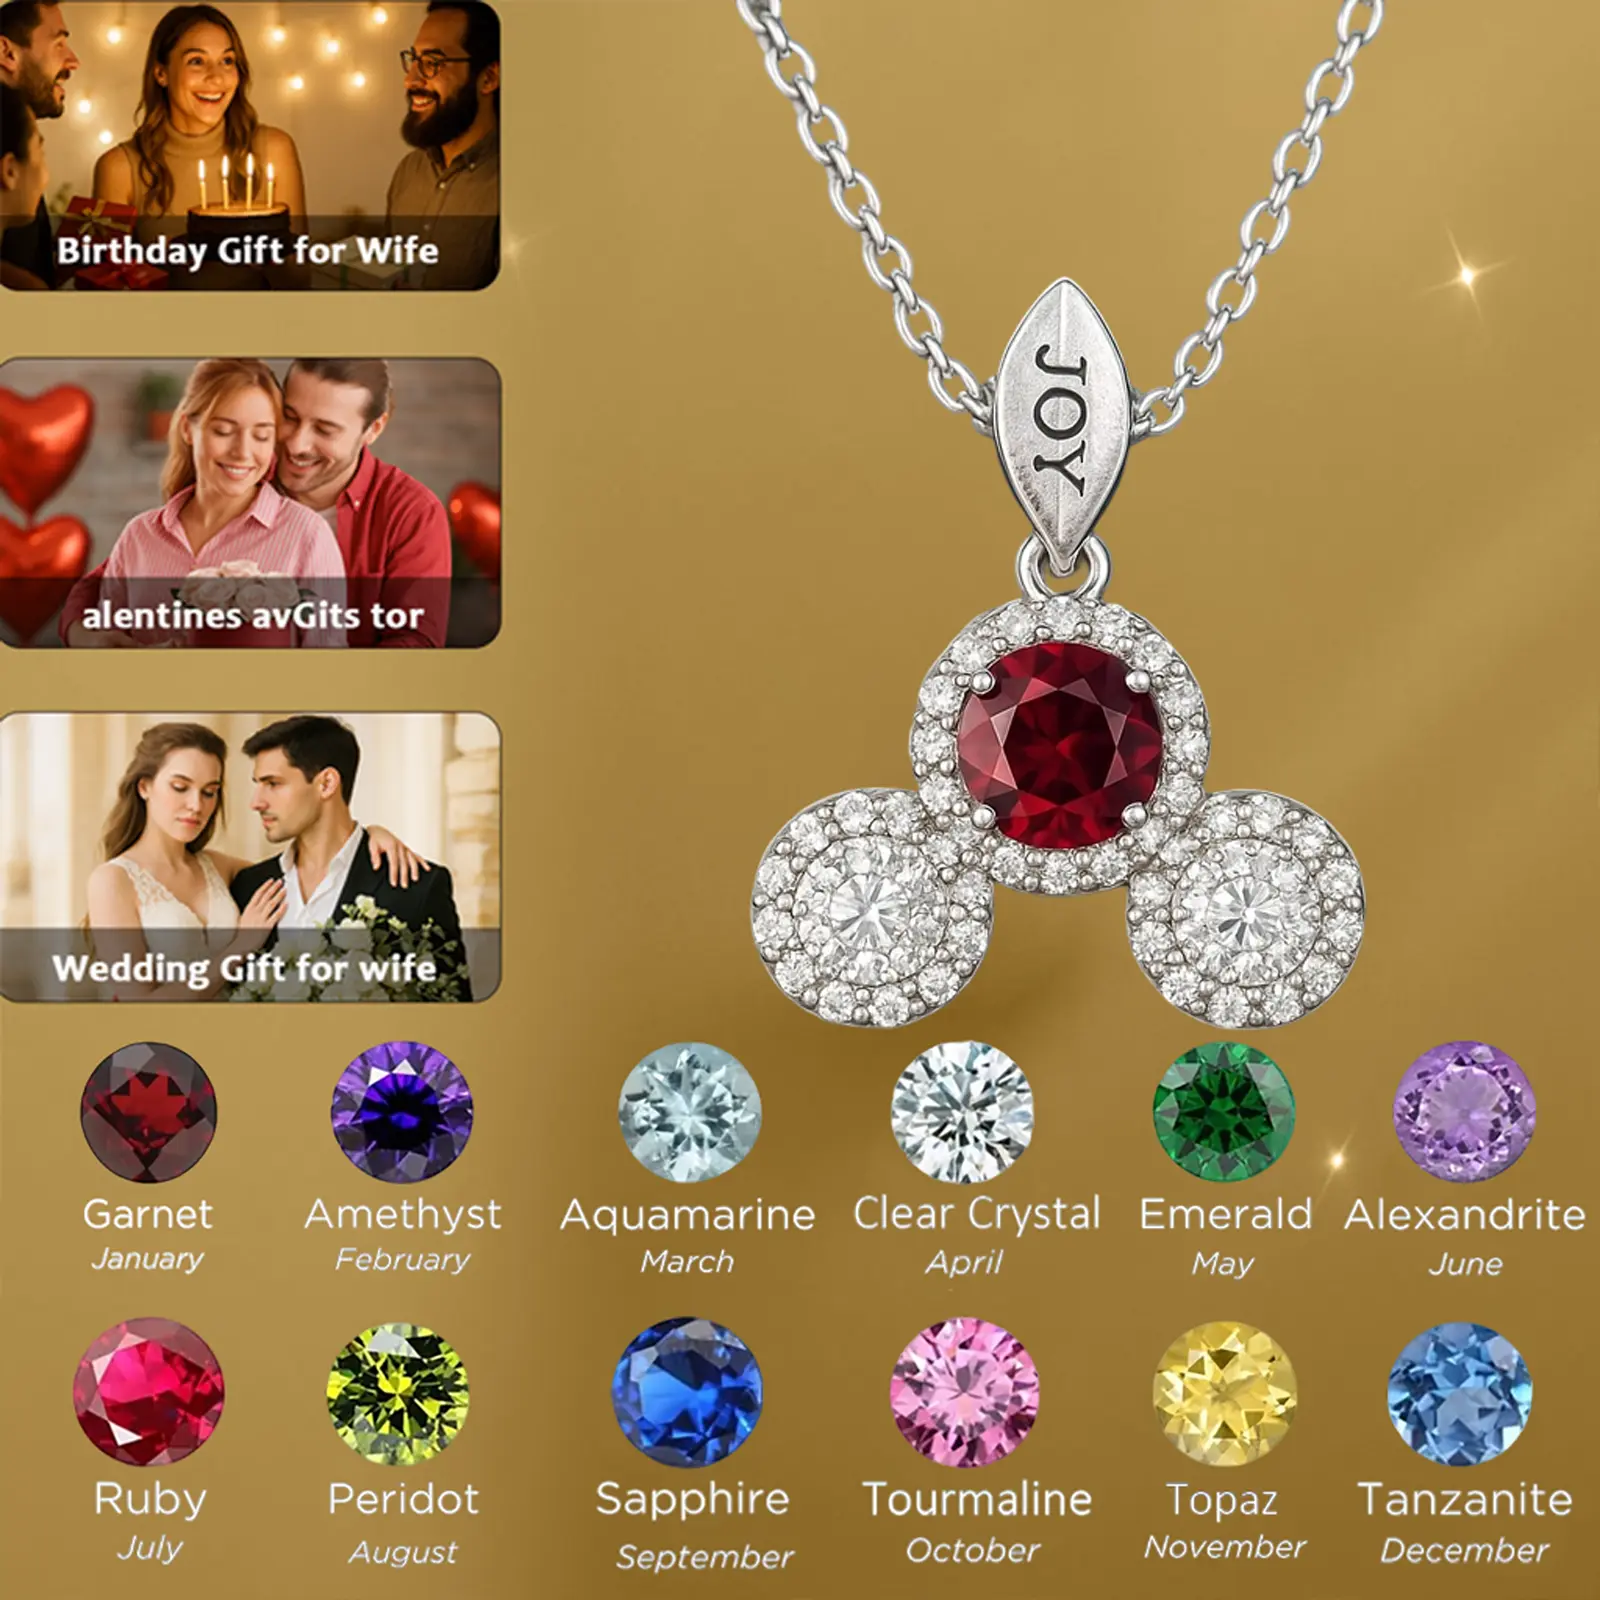 Birthday Gift for Wife
JOY
alentines avGits tor
Wedding Gift for wife
Garnet
January
Amethyst
February
Aquamarine
March
Clear Crystal
April
Emerald
May
Alexandrite
June
Ruby
July
Peridot
August
Sapphire
September
Tourmaline
October
Topaz
November
Tanzanite
December